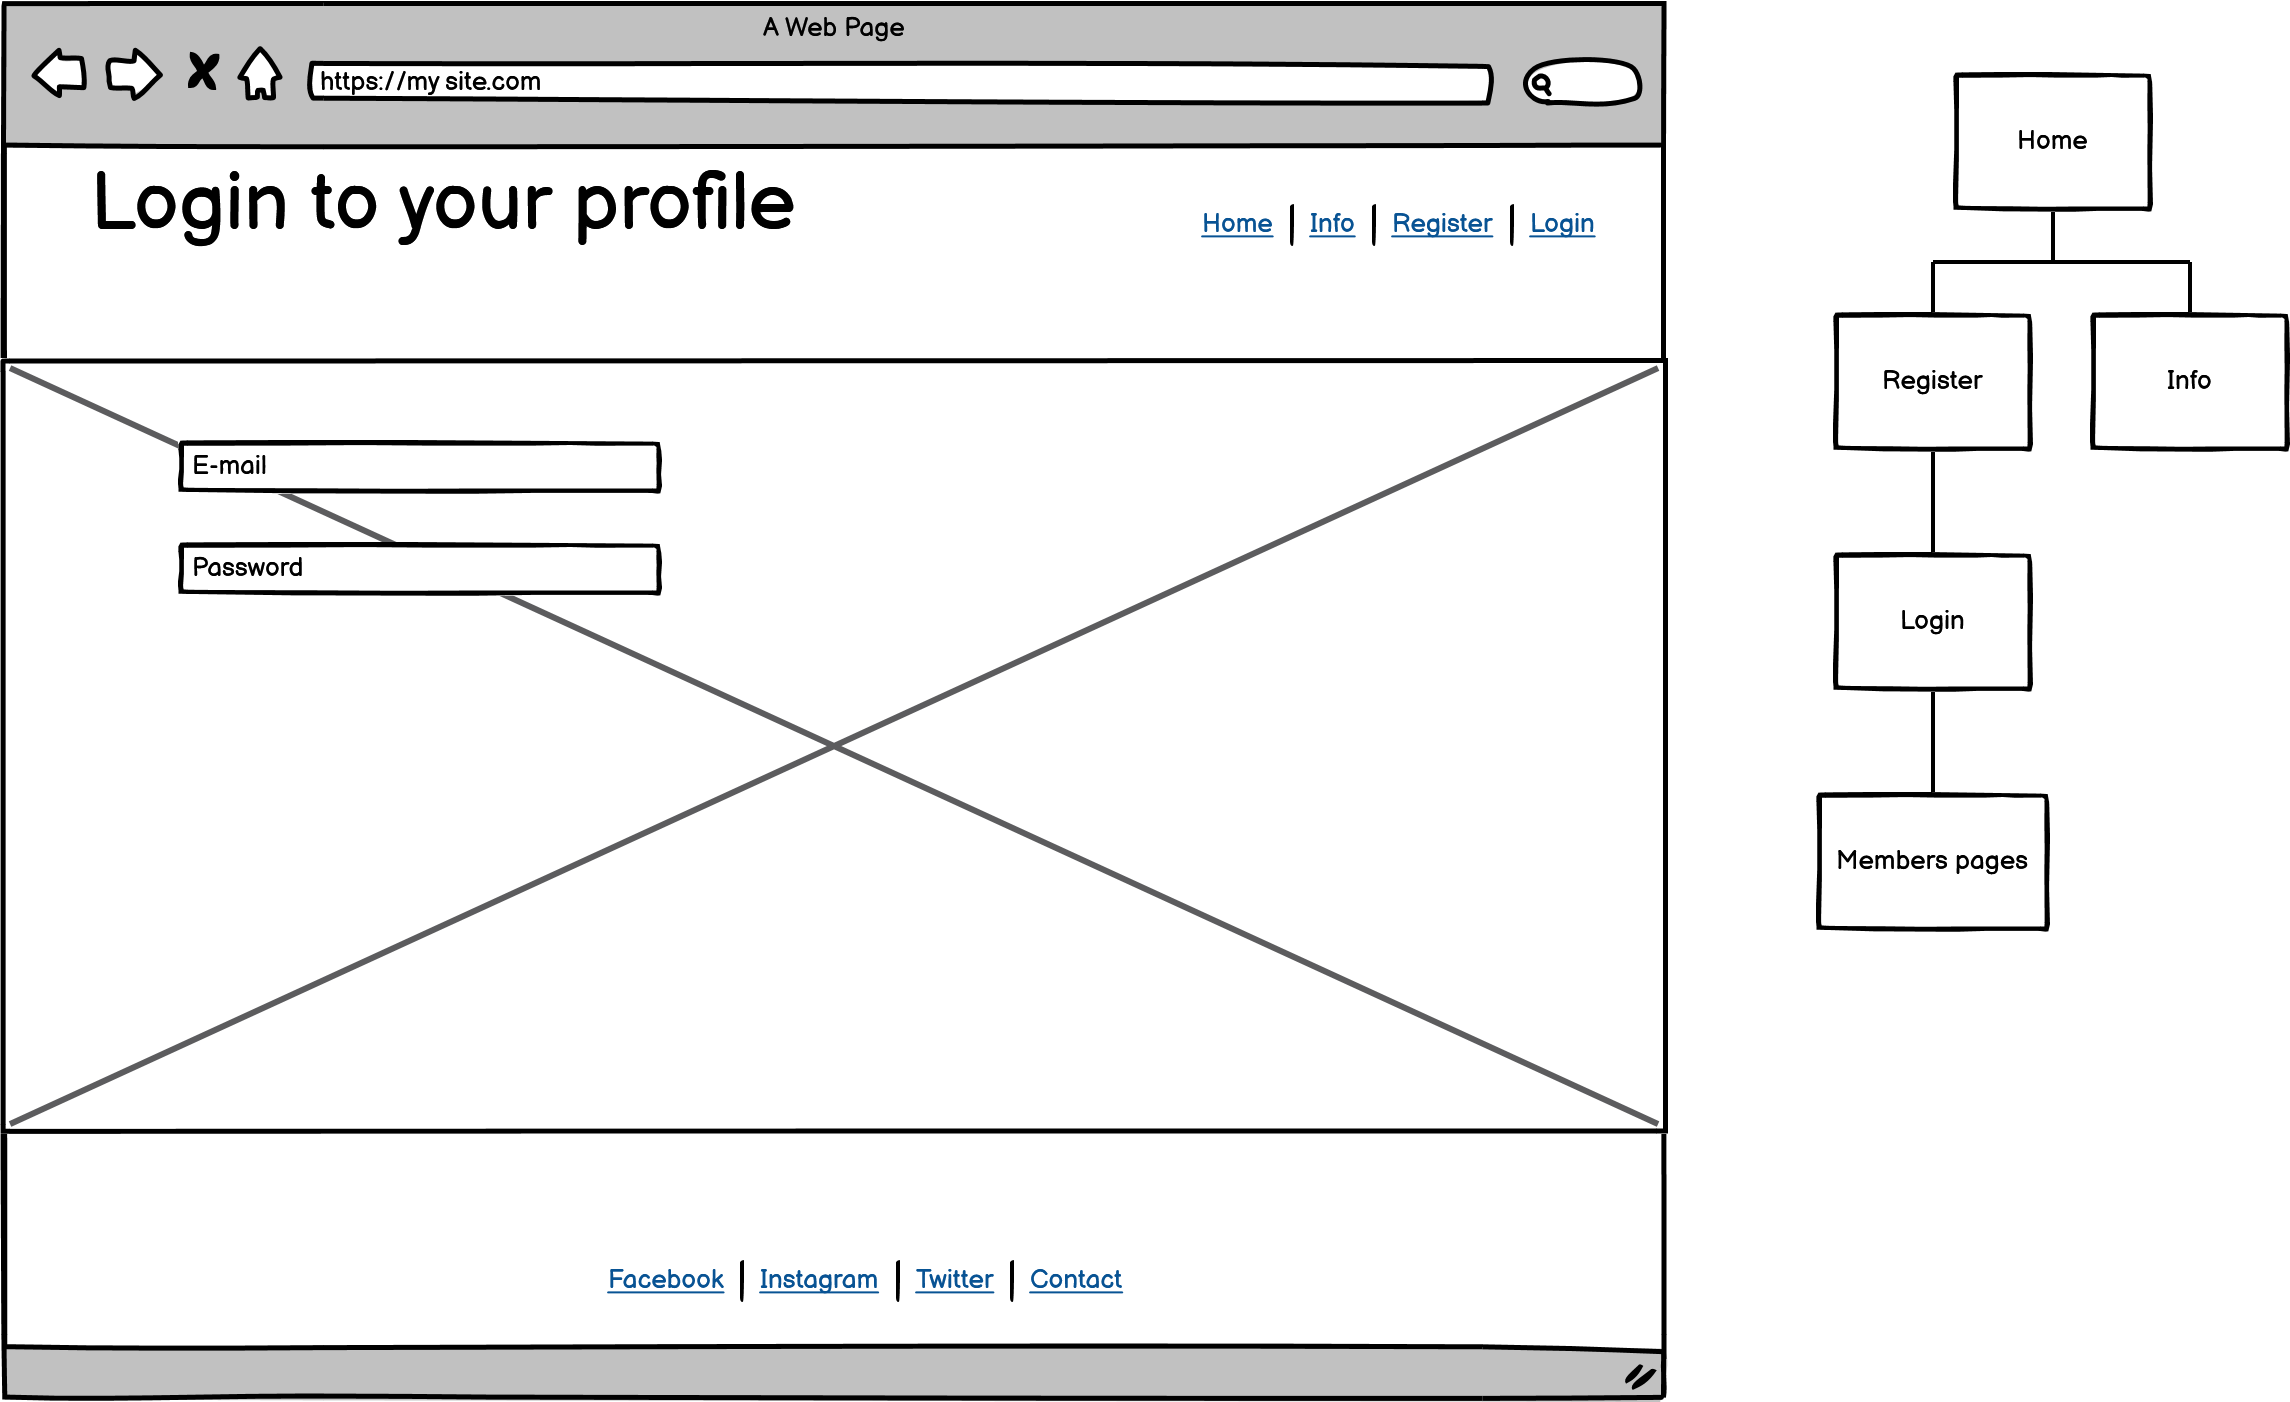 A Web Page
https://my site.com
Login to your profile
Home | Info | Register | Login
E-mail
Password
Facebook | Instagram | Twitter | Contact
Home
Register
Info
Login
Members pages